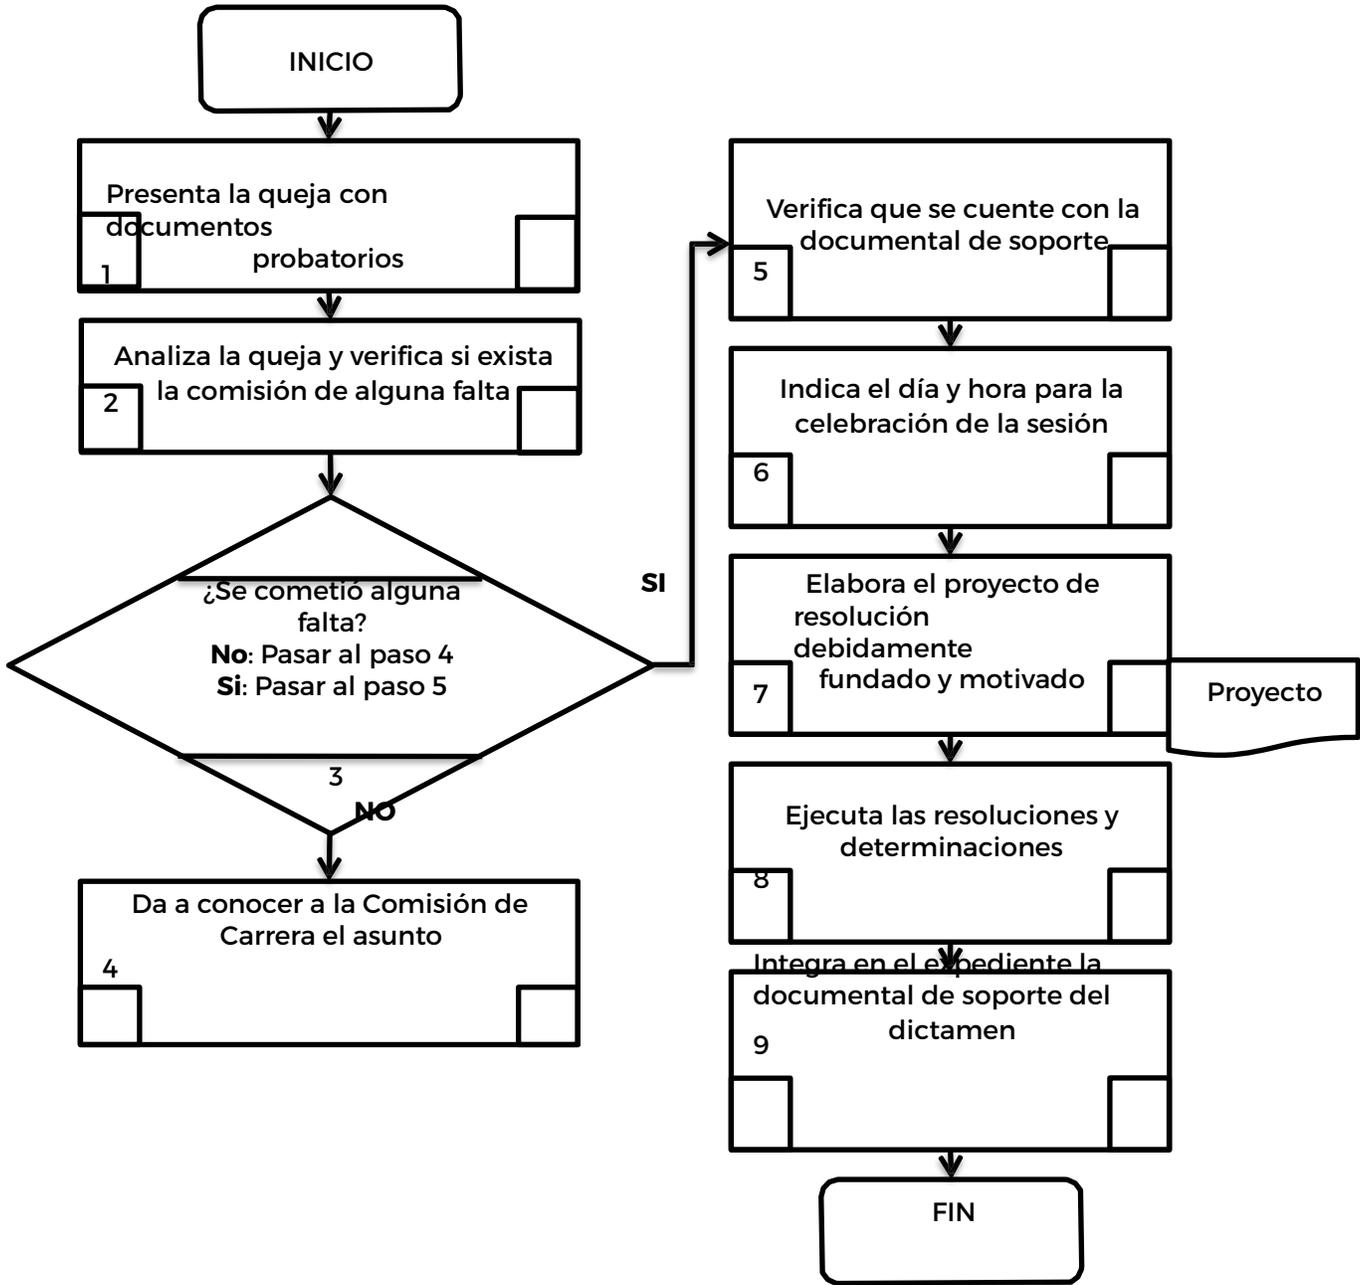 INICIO
Presenta la queja con
documentos
probatorios
1
Analiza la queja y verifica si exista
la comisión de alguna falta
2
¿Se cometió alguna
falta?
No: Pasar al paso 4
Si: Pasar al paso 5
3
NO
SI
Da a conocer a la Comisión de
Carrera el asunto
4
Verifica que se cuente con la
documental de soporte
5
Indica el día y hora para la
celebración de la sesión
6
Elabora el proyecto de
resolución
debidamente
fundado y motivado
7
Proyecto
Ejecuta las resoluciones y
determinaciones
8
Integra en el expediente la
documental de soporte del
dictamen
9
FIN